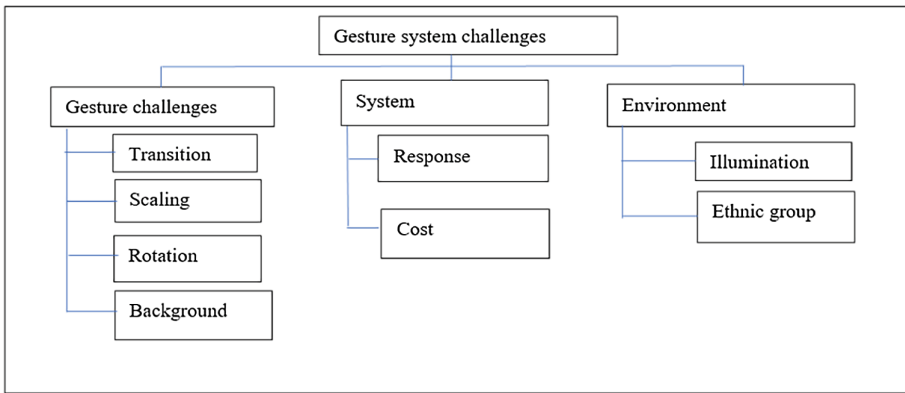 Gesture system challenges
Gesture challenges
Transition
Scaling
Rotation
Background
System
Response
Cost
Environment
Illumination
Ethnic group